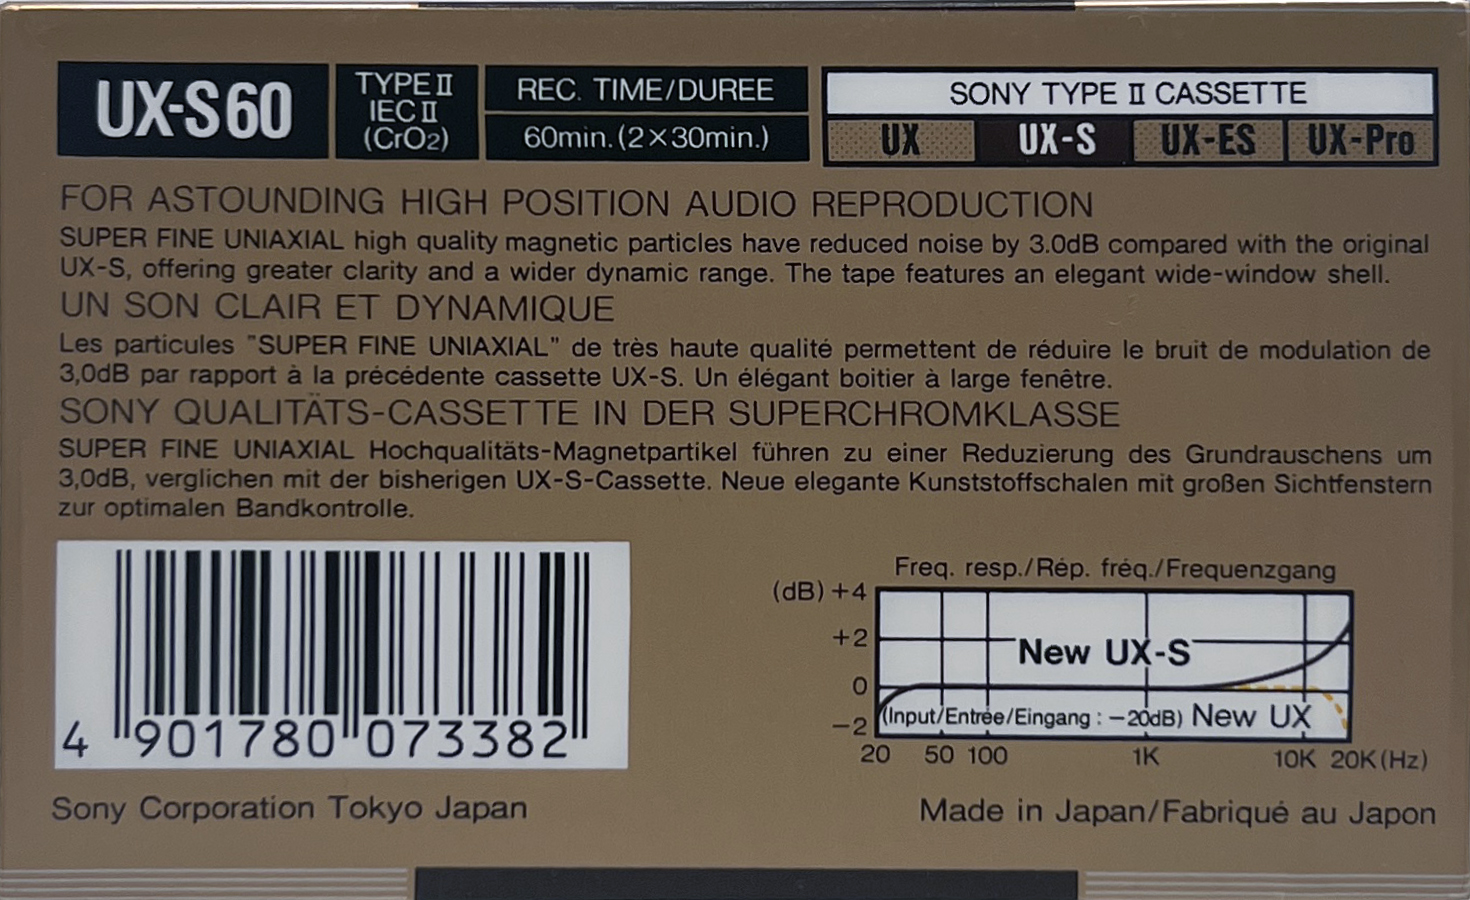 UX-S60
TYPE II
IEC II
(CrO2)
REC. TIME/DUREE
60min. (2×30min.)
SONY TYPE II CASSETTE
UX UX-S UX-ES UX-Pro
FOR ASTOUNDING HIGH POSITION AUDIO REPRODUCTION
SUPER FINE UNIAXIAL high quality magnetic particles have reduced noise by 3.0dB compared with the original
UX-S, offering greater clarity and a wider dynamic range. The tape features an elegant wide-window shell.
UN SON CLAIR ET DYNAMIQUE
Les particules "SUPER FINE UNIAXIAL" de très haute qualité permettent de réduire le bruit de modulation de
3,0dB par rapport à la précédente cassette UX-S. Un élégant boitier à large fenêtre.
SONY QUALITÄTS-CASSETTE IN DER SUPERCHROMKLASSE
SUPER FINE UNIAXIAL Hochqualitäts-Magnetpartikel führen zu einer Reduzierung des Grundrauschens um
3,0dB, verglichen mit der bisherigen UX-S-Cassette. Neue elegante Kunststoffschalen mit großen Sichtfenstern
zur optimalen Bandkontrolle.
4 901780 073382
Freq. resp./Rép. fréq./Frequenzgang
(dB) +4
+2
New UX-S
0
-2
(Input/Entrée/Eingang : -20dB) New UX
20 50 100 1K 10K 20K (Hz)
Sony Corporation Tokyo Japan
Made in Japan/Fabriqué au Japon